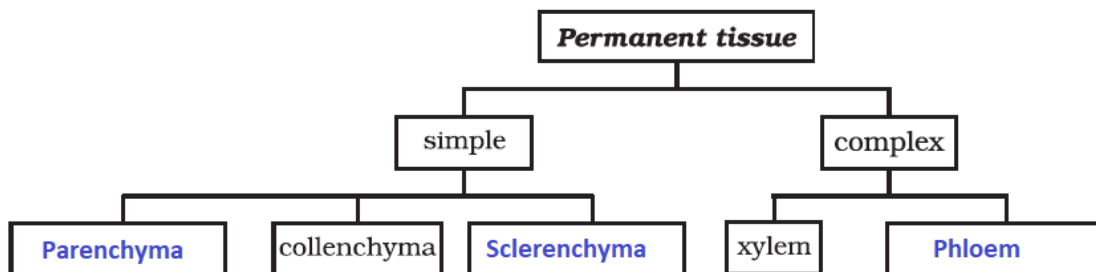 Permanent tissue
simple
complex
Parenchyma
collenchyma
Sclerenchyma
xylem
Phloem